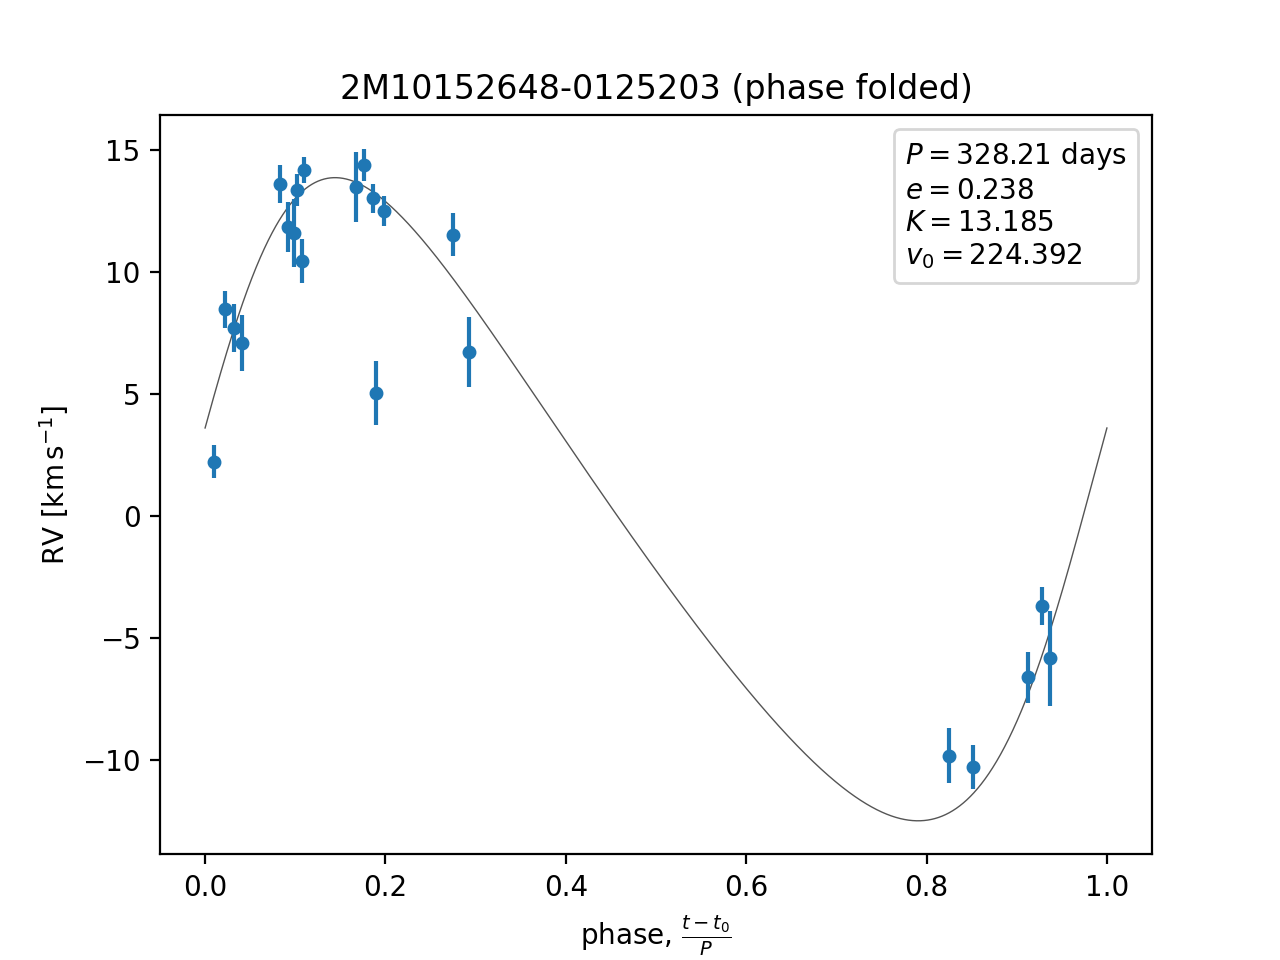 2M10152648-0125203 (phase folded)
P = 328.21 days
e = 0.238
K = 13.185
v₀ = 224.392
15
10
5
0
−5
−10
RV [km s⁻¹]
0.0 0.2 0.4 0.6 0.8 1.0
phase, (t − t₀)/P